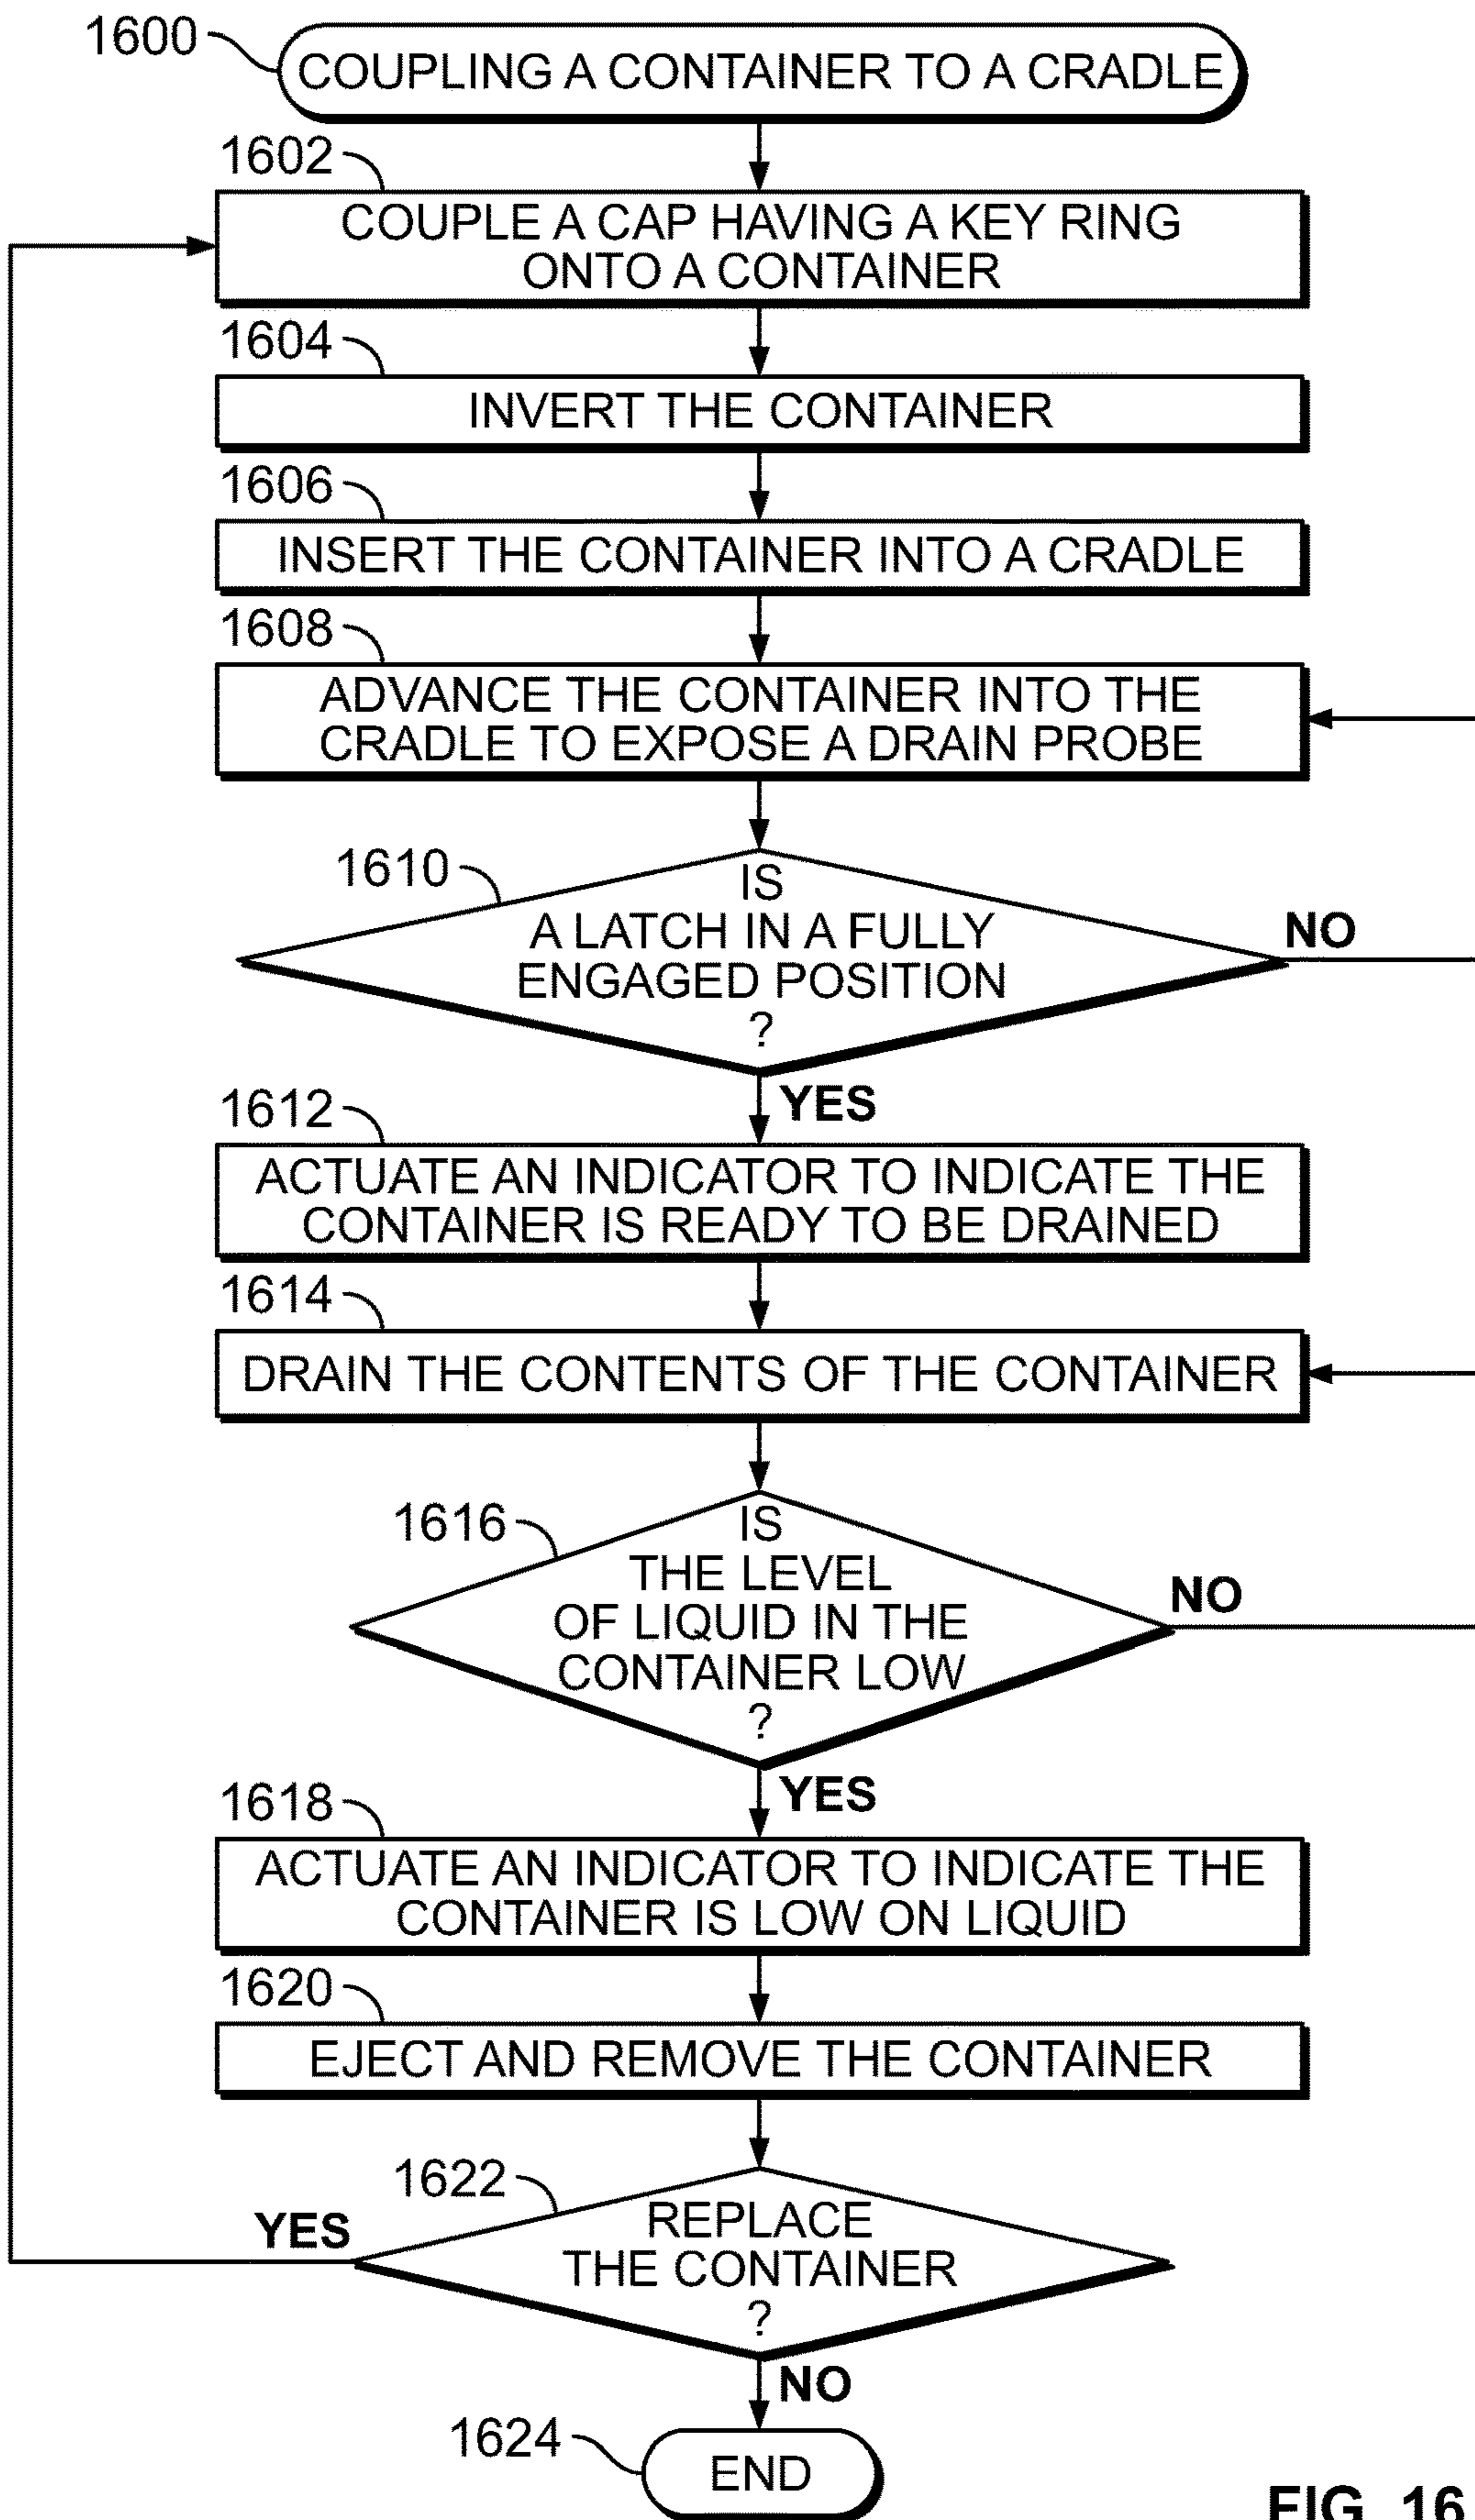 1600
COUPLING A CONTAINER TO A CRADLE
1602
COUPLE A CAP HAVING A KEY RING
ONTO A CONTAINER
1604
INVERT THE CONTAINER
1606
INSERT THE CONTAINER INTO A CRADLE
1608
ADVANCE THE CONTAINER INTO THE
CRADLE TO EXPOSE A DRAIN PROBE
1610
IS
A LATCH IN A FULLY
ENGAGED POSITION
?
NO
YES
1612
ACTUATE AN INDICATOR TO INDICATE THE
CONTAINER IS READY TO BE DRAINED
1614
DRAIN THE CONTENTS OF THE CONTAINER
1616
IS
THE LEVEL
OF LIQUID IN THE
CONTAINER LOW
?
NO
YES
1618
ACTUATE AN INDICATOR TO INDICATE THE
CONTAINER IS LOW ON LIQUID
1620
EJECT AND REMOVE THE CONTAINER
1622
REPLACE
THE CONTAINER
?
YES
NO
1624
END
FIG. 16